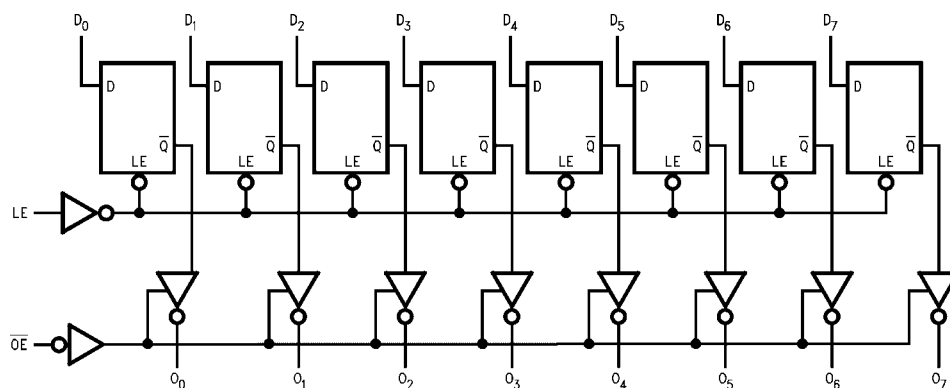 D₀ D₁ D₂ D₃ D₄ D₅ D₆ D₇
D D D D D D D D
Q̅ Q̅ Q̅ Q̅ Q̅ Q̅ Q̅ Q̅
LE LE LE LE LE LE LE LE
LE
O̅E̅
O₀ O₁ O₂ O₃ O₄ O₅ O₆ O₇